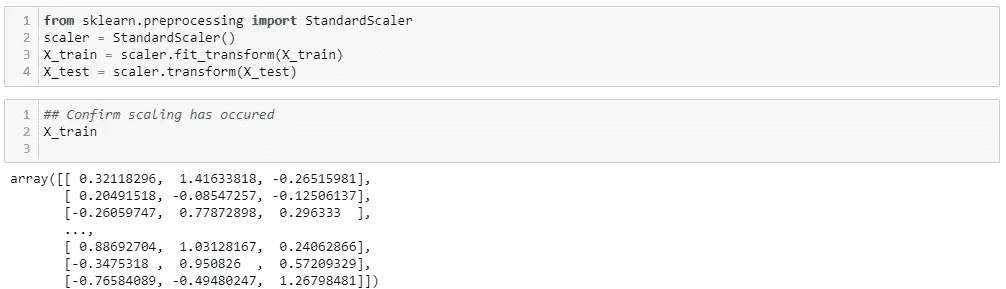 1 from sklearn.preprocessing import StandardScaler
2 scaler = StandardScaler()
3 X_train = scaler.fit_transform(X_train)
4 X_test = scaler.transform(X_test)
1 ## Confirm scaling has occured
2 X_train
3
array([[ 0.32118296,  1.41633818, -0.26515981],
       [ 0.20491518, -0.08547257, -0.12506137],
       [-0.26059747,  0.77872898,  0.296333  ],
       ...,
       [ 0.88692704,  1.03128167,  0.24062866],
       [-0.3475318 ,  0.950826  ,  0.57209329],
       [-0.76584089, -0.49480247,  1.26798481]])